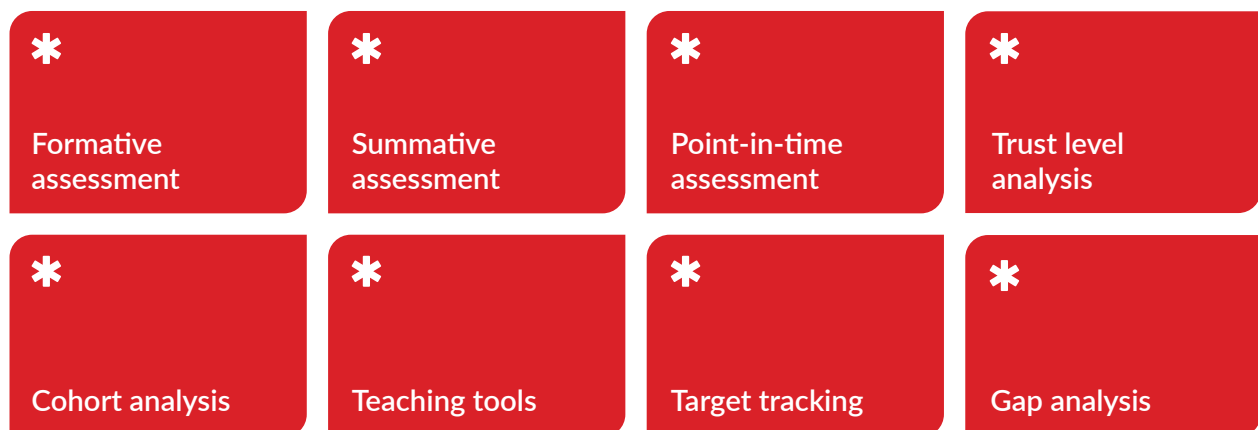 Formative
assessment
Summative
assessment
Point-in-time
assessment
Trust level
analysis
Cohort analysis
Teaching tools
Target tracking
Gap analysis